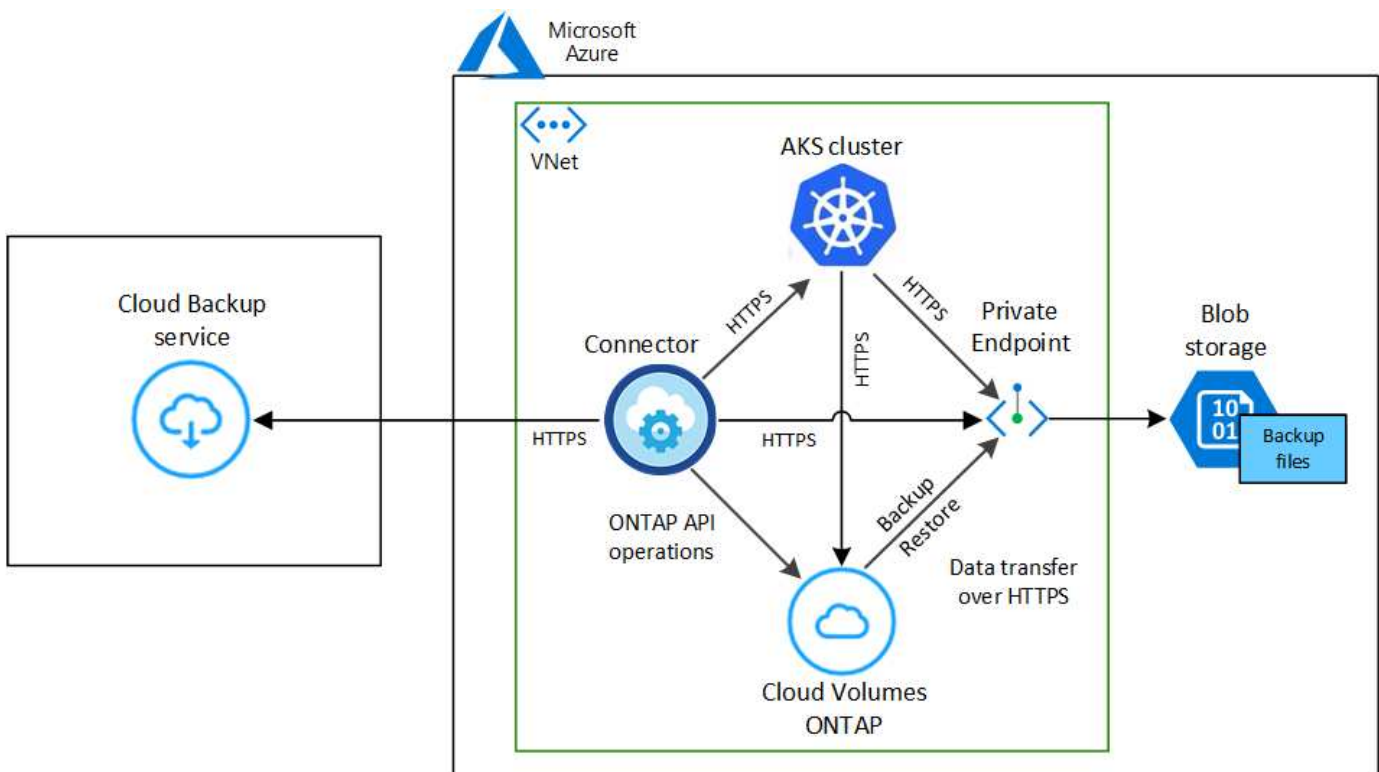 Microsoft
Azure
VNet
AKS cluster
Cloud Backup
service
Connector
Private
Endpoint
Blob
storage
HTTPS
HTTPS
HTTPS
HTTPS
HTTPS
10
01
Backup
files
ONTAP API
operations
Backup
Restore
Data transfer
over HTTPS
Cloud Volumes
ONTAP